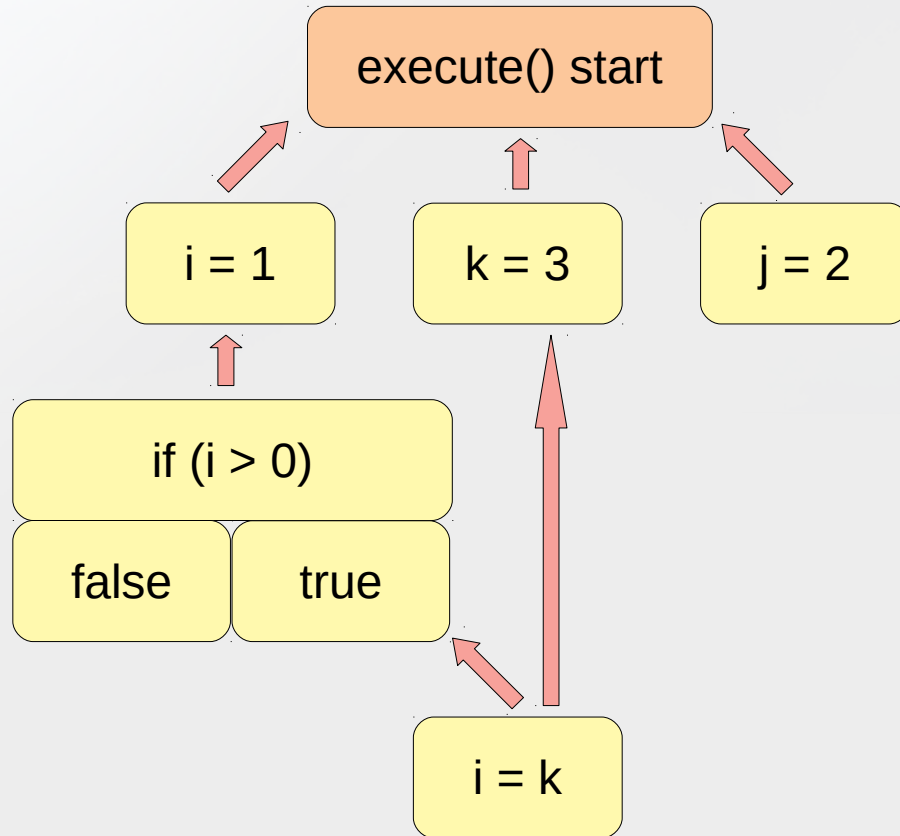 execute() start
i = 1
k = 3
j = 2
if (i > 0)
false
true
i = k